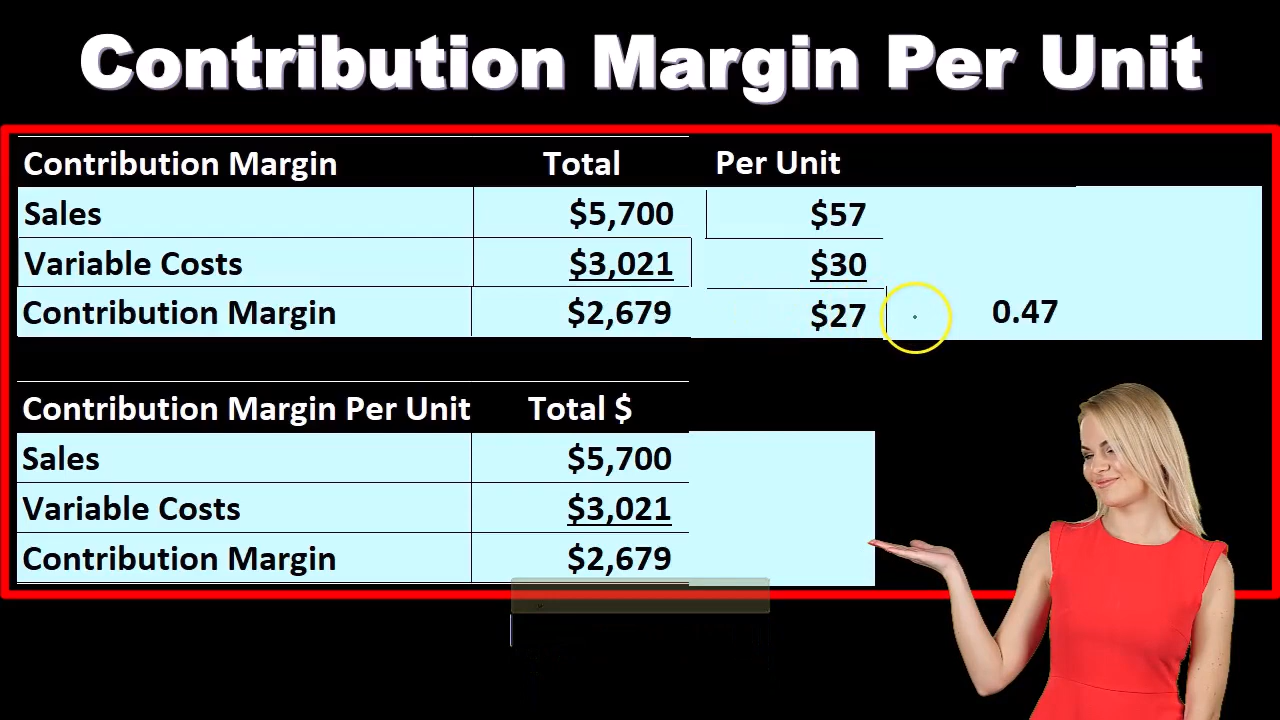 Contribution Margin Per Unit
Contribution Margin Total Per Unit
Sales $5,700 $57
Variable Costs $3,021 $30
Contribution Margin $2,679 $27 0.47
Contribution Margin Per Unit Total $
Sales $5,700
Variable Costs $3,021
Contribution Margin $2,679